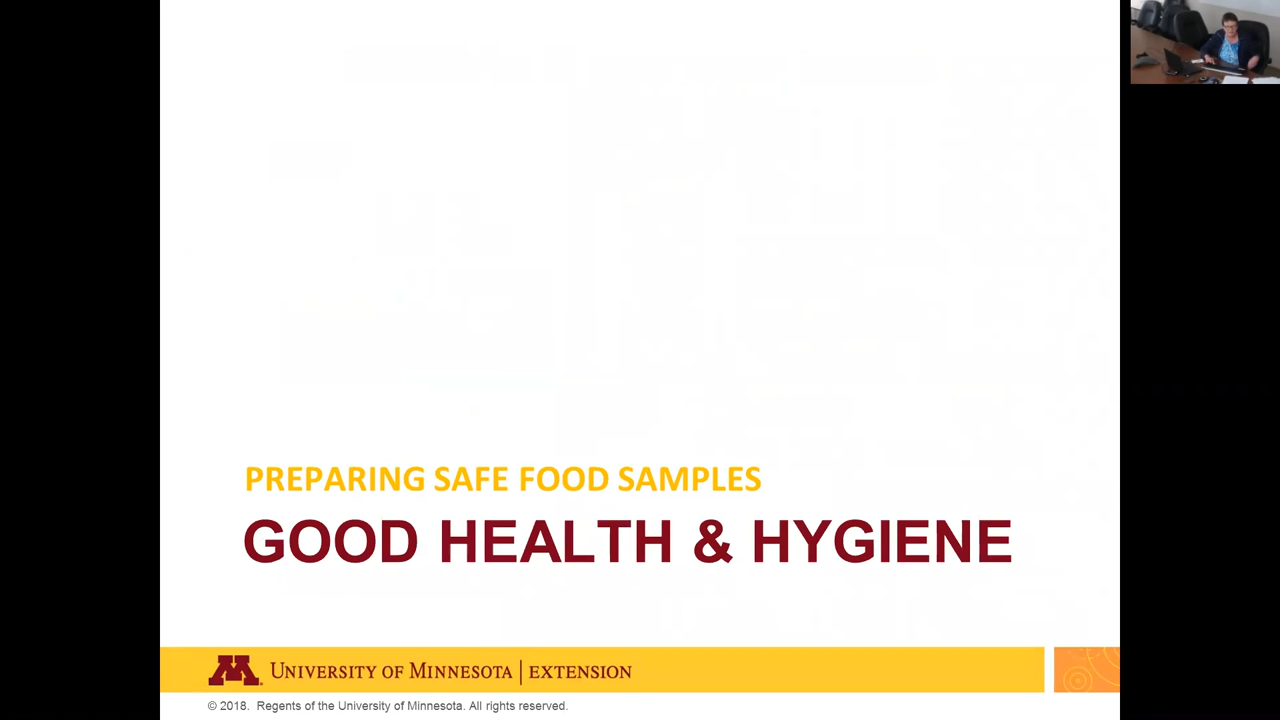 PREPARING SAFE FOOD SAMPLES
GOOD HEALTH & HYGIENE
UNIVERSITY OF MINNESOTA | EXTENSION
© 2018. Regents of the University of Minnesota. All rights reserved.